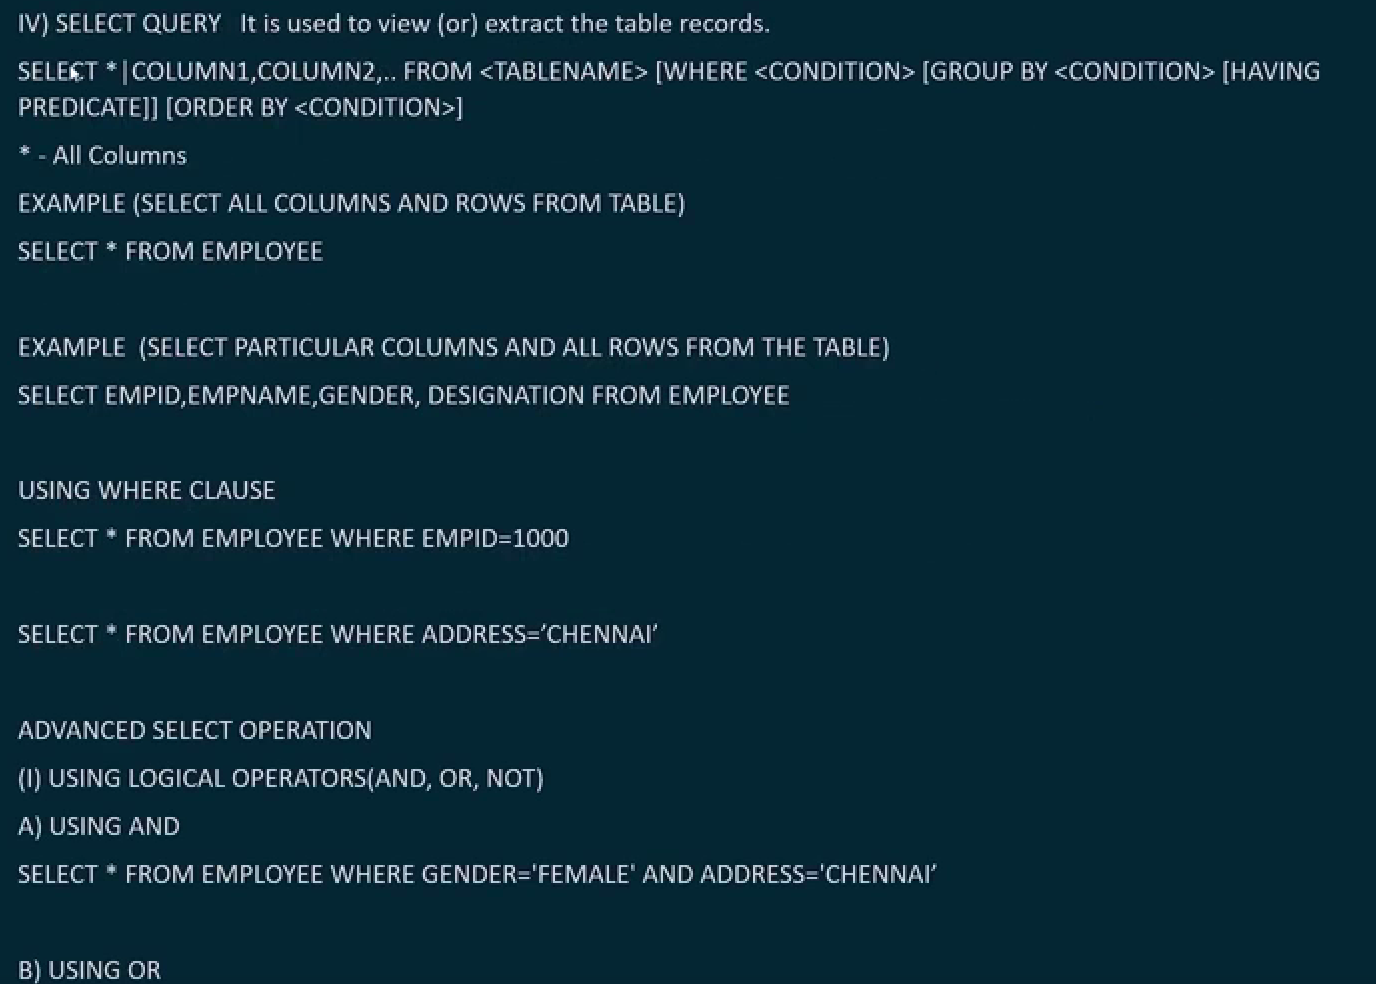 IV) SELECT QUERY   It is used to view (or) extract the table records.
SELECT *|COLUMN1,COLUMN2,.. FROM <TABLENAME> [WHERE <CONDITION> [GROUP BY <CONDITION> [HAVING
PREDICATE]] [ORDER BY <CONDITION>]
* - All Columns
EXAMPLE (SELECT ALL COLUMNS AND ROWS FROM TABLE)
SELECT * FROM EMPLOYEE
EXAMPLE  (SELECT PARTICULAR COLUMNS AND ALL ROWS FROM THE TABLE)
SELECT EMPID,EMPNAME,GENDER, DESIGNATION FROM EMPLOYEE
USING WHERE CLAUSE
SELECT * FROM EMPLOYEE WHERE EMPID=1000
SELECT * FROM EMPLOYEE WHERE ADDRESS=’CHENNAI’
ADVANCED SELECT OPERATION
(I) USING LOGICAL OPERATORS(AND, OR, NOT)
A) USING AND
SELECT * FROM EMPLOYEE WHERE GENDER='FEMALE' AND ADDRESS='CHENNAI’
B) USING OR